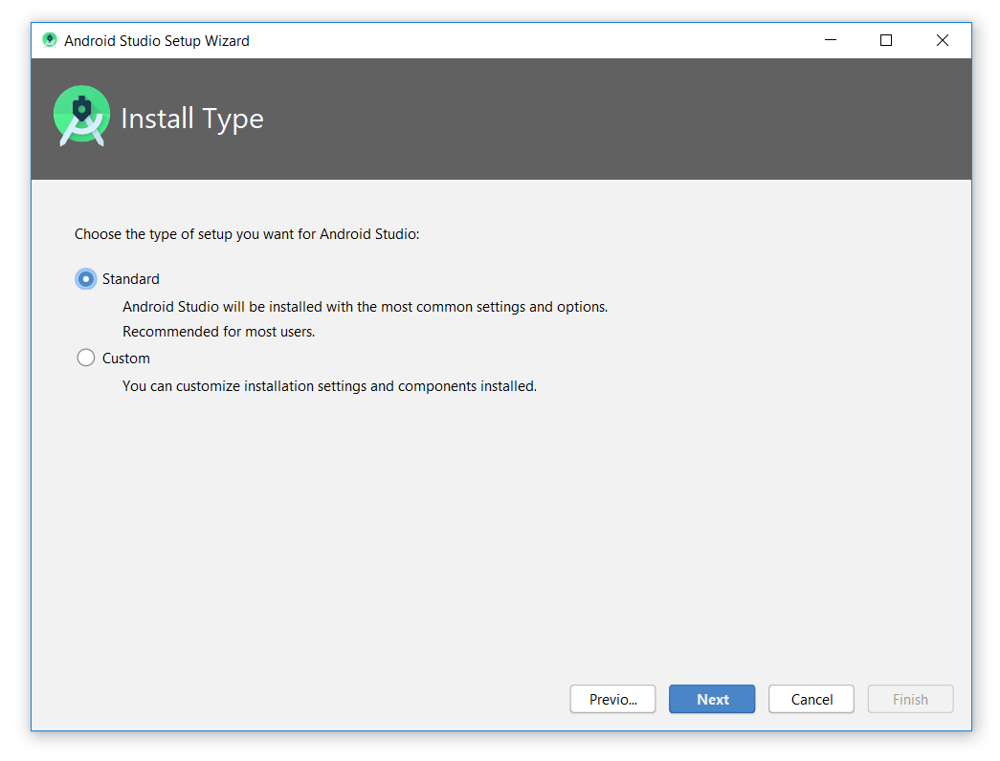 Android Studio Setup Wizard
Install Type
Choose the type of setup you want for Android Studio:
Standard
Android Studio will be installed with the most common settings and options.
Recommended for most users.
Custom
You can customize installation settings and components installed.
Previo... Next Cancel Finish